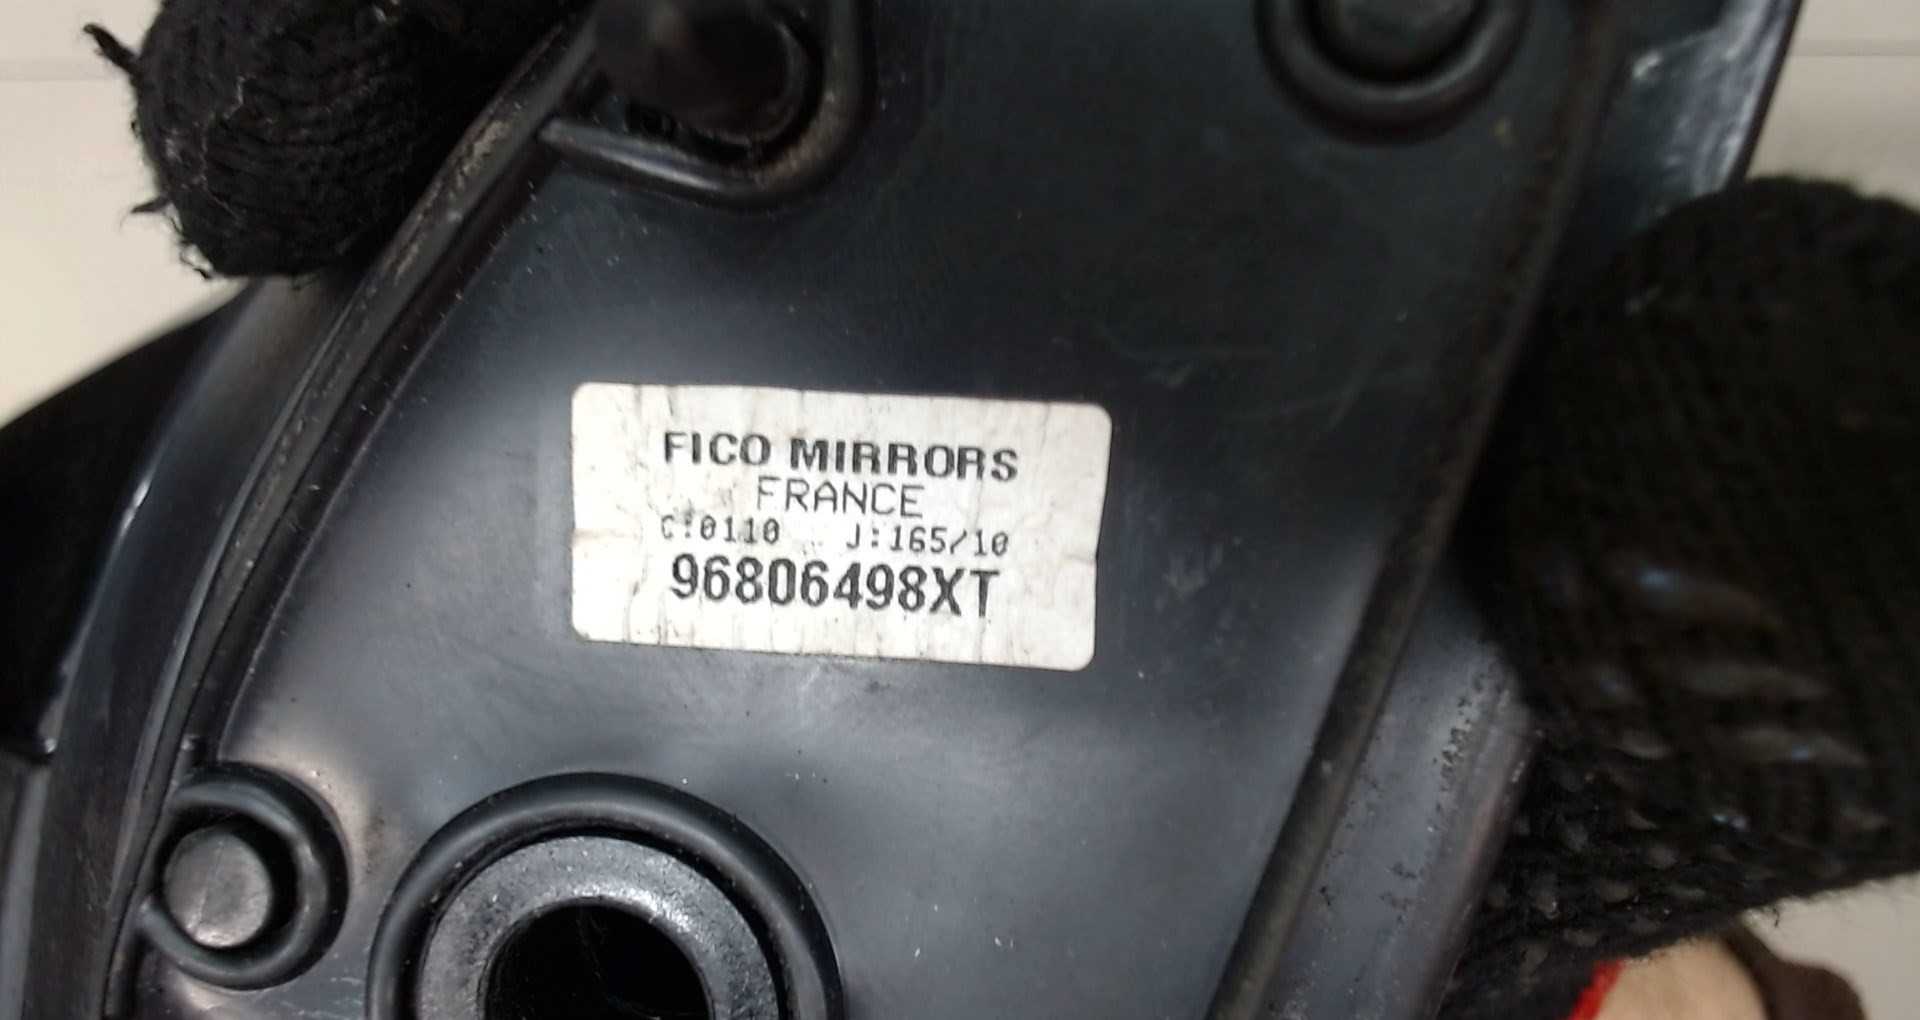 FICO MIRRORS
FRANCE
C:0110 J:165/10
96806498XT